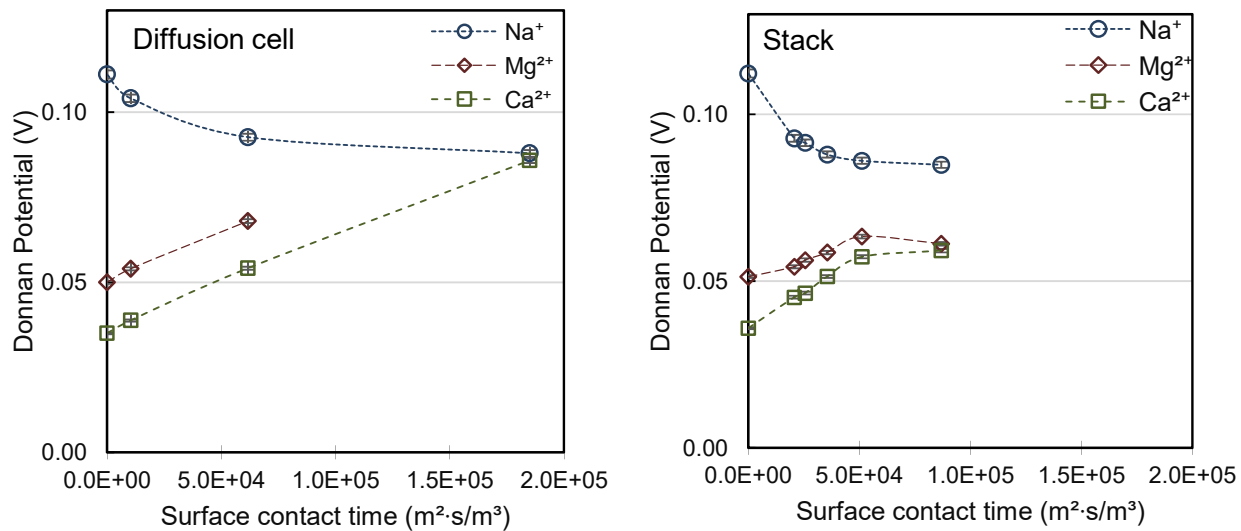 Diffusion cell
Na⁺
Mg²⁺
Ca²⁺
0.10
0.05
0.00
Donnan Potential (V)
0.0E+00 5.0E+04 1.0E+05 1.5E+05 2.0E+05
Surface contact time (m²·s/m³)
Stack
Na⁺
Mg²⁺
Ca²⁺
0.10
0.05
0.00
Donnan Potential (V)
0.0E+00 5.0E+04 1.0E+05 1.5E+05 2.0E+05
Surface contact time (m²·s/m³)